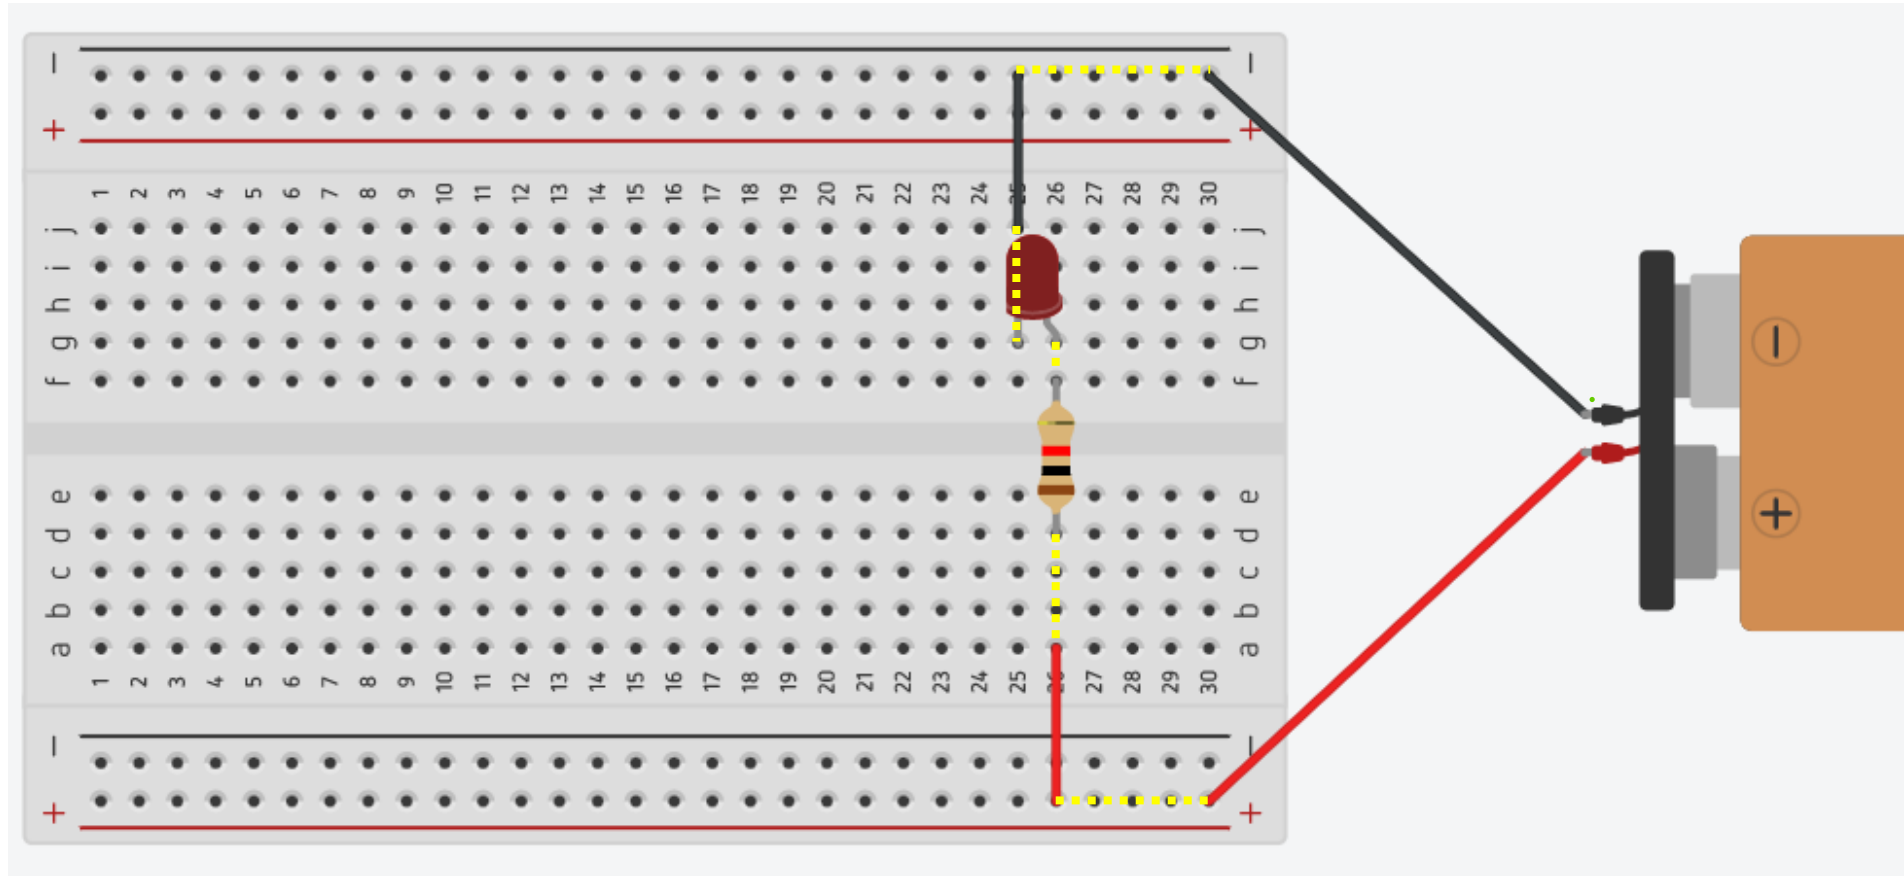 − −
+ +
1 2 3 4 5 6 7 8 9 10 11 12 13 14 15 16 17 18 19 20 21 22 23 24 25 26 27 28 29 30
j j
i i
h h
g g
f f
e e
d d
c c
b b
a a
1 2 3 4 5 6 7 8 9 10 11 12 13 14 15 16 17 18 19 20 21 22 23 24 25 26 27 28 29 30
− −
+ +
−
+